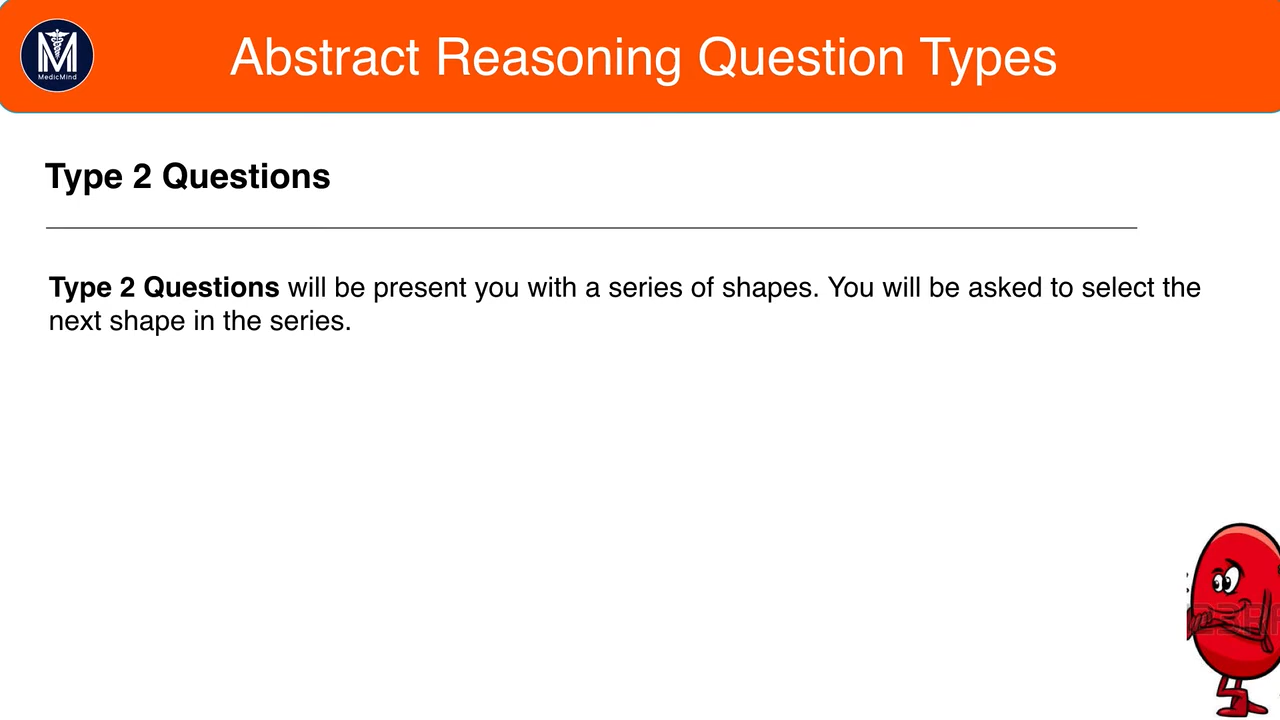 MedicMind
Abstract Reasoning Question Types
Type 2 Questions
Type 2 Questions will be present you with a series of shapes. You will be asked to select the
next shape in the series.